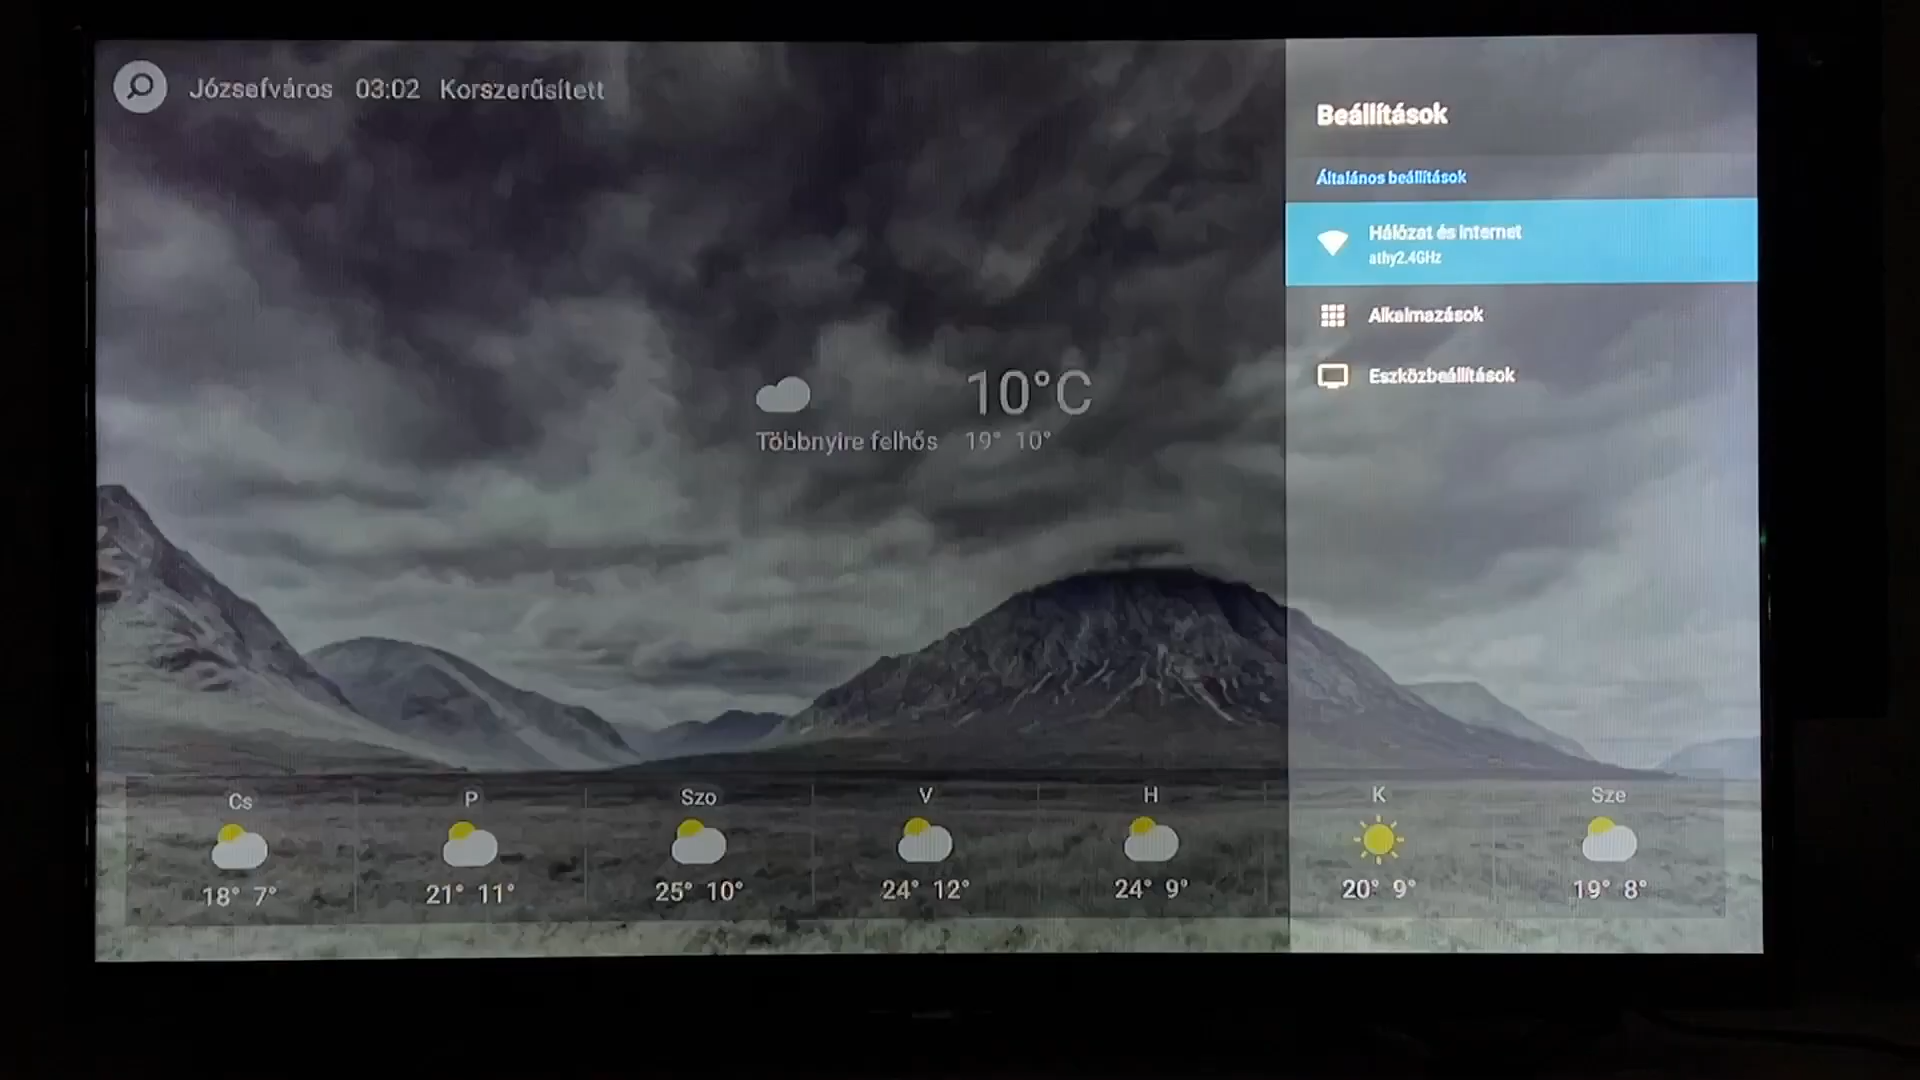 Józsefváros 03:02 Korszerűsített
Beállítások
Általános beállítások
Hálózat és internet
athy2.4GHz
Alkalmazások
Eszközbeállítások
10°C
Többnyire felhős 19° 10°
Cs P Szo V H K Sze
18° 7° 21° 11° 25° 10° 24° 12° 24° 9° 20° 9° 19° 8°